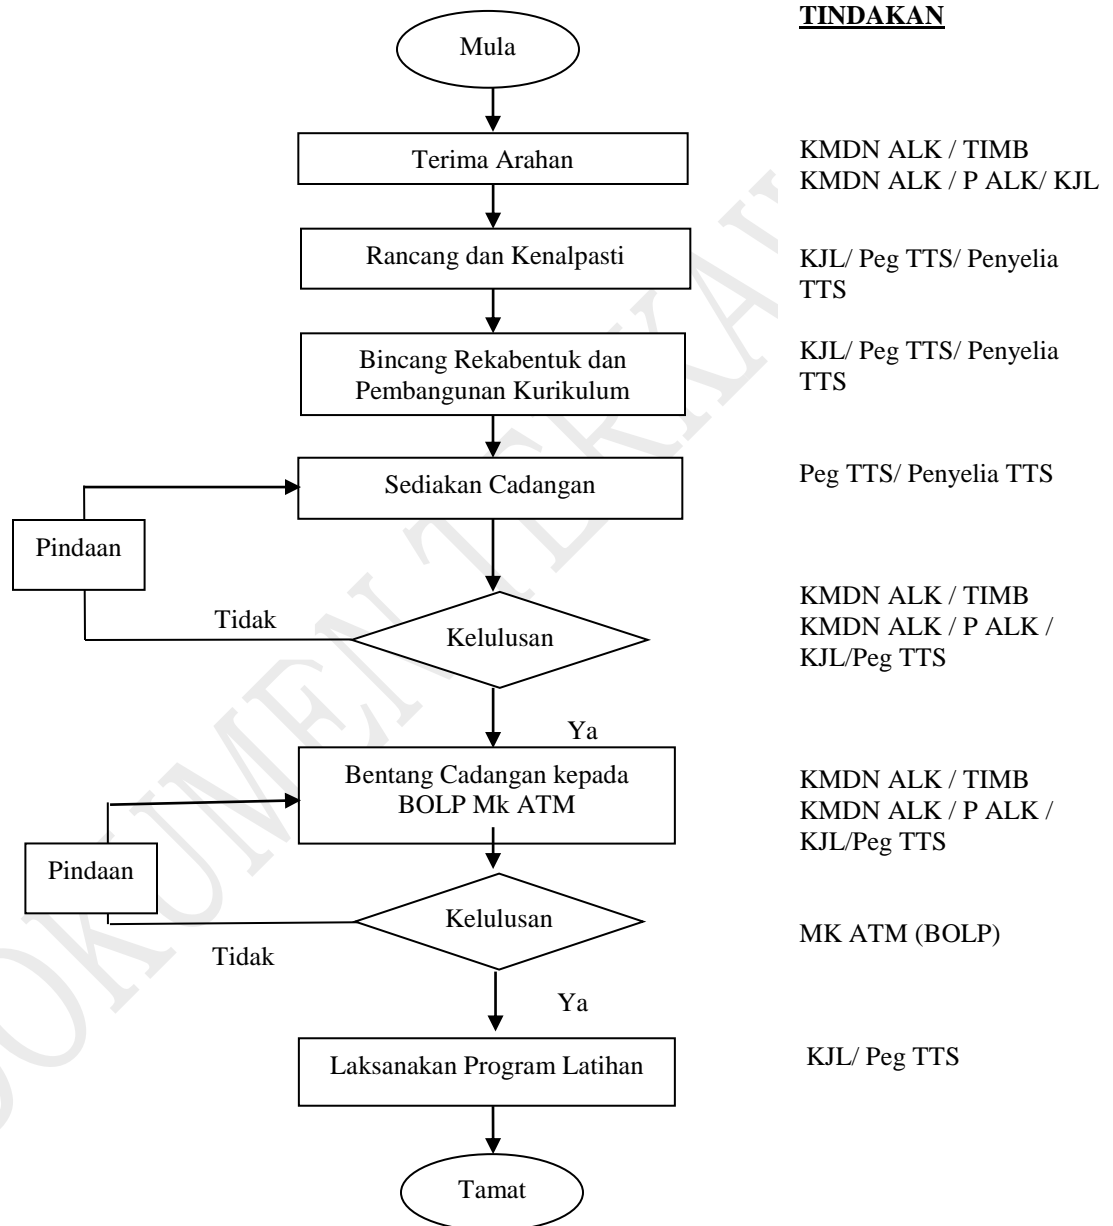 TINDAKAN
Mula
Terima Arahan
KMDN ALK / TIMB
KMDN ALK / P ALK/ KJL
Rancang dan Kenalpasti
KJL/ Peg TTS/ Penyelia
TTS
Bincang Rekabentuk dan
Pembangunan Kurikulum
KJL/ Peg TTS/ Penyelia
TTS
Sediakan Cadangan
Peg TTS/ Penyelia TTS
Pindaan
Tidak
Kelulusan
KMDN ALK / TIMB
KMDN ALK / P ALK /
KJL/Peg TTS
Ya
Bentang Cadangan kepada
BOLP Mk ATM
KMDN ALK / TIMB
KMDN ALK / P ALK /
KJL/Peg TTS
Pindaan
Tidak
Kelulusan
MK ATM (BOLP)
Ya
Laksanakan Program Latihan
KJL/ Peg TTS
Tamat
DOKUMEN